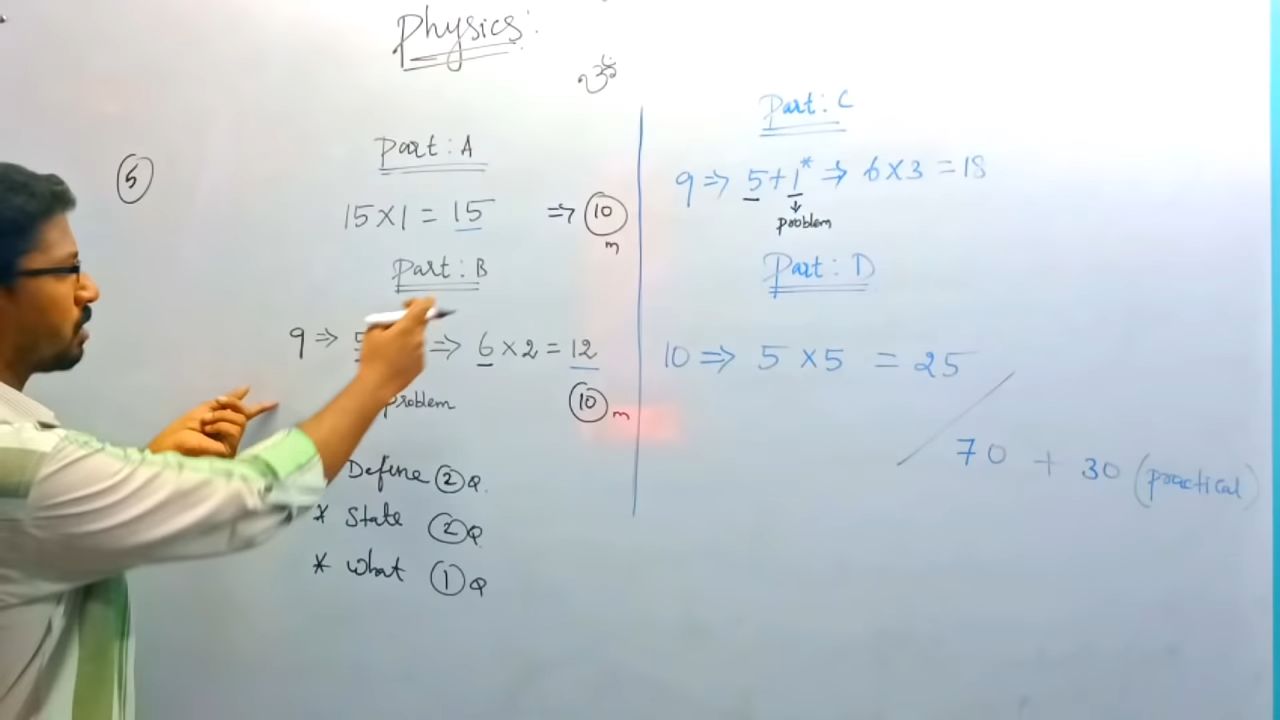 Physics:
5
Part: A
15 x 1 = 15 ⇒ 10
m
Part: B
9 ⇒ 5 ⇒ 6 x 2 = 12
problem
10 m
Define 2 Q.
* State 2 Q
* What 1 Q
Part: C
9 ⇒ 5 + 1* ⇒ 6 x 3 = 18
↓
problem
Part: D
10 ⇒ 5 x 5 = 25
70 + 30 (practical)